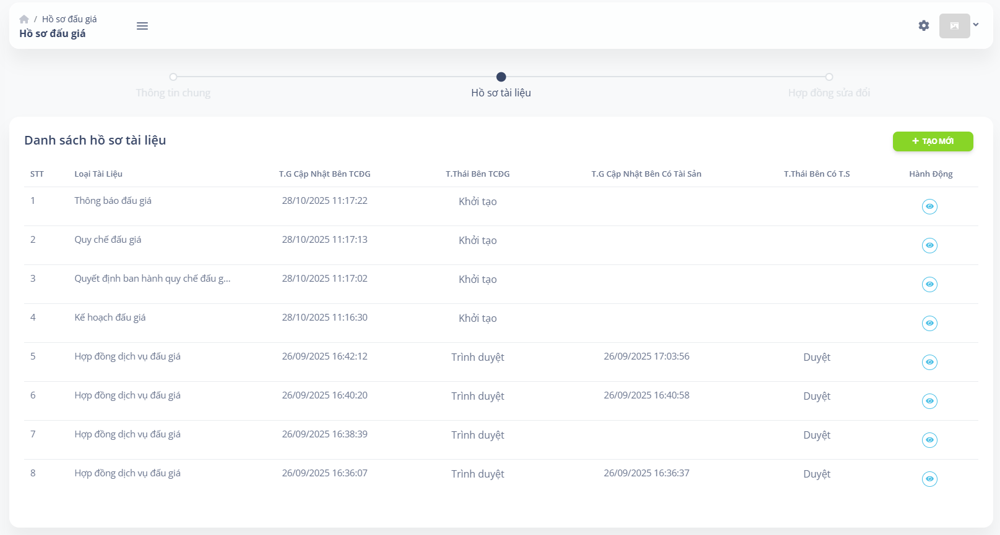 / Hồ sơ đấu giá
Hồ sơ đấu giá
Thông tin chung
Hồ sơ tài liệu
Hợp đồng sửa đổi
Danh sách hồ sơ tài liệu
+ TẠO MỚI
STT Loại Tài Liệu T.G Cập Nhật Bên TCĐG T.Thái Bên TCĐG T.G Cập Nhật Bên Có Tài Sản T.Thái Bên Có T.S Hành Động
1 Thông báo đấu giá 28/10/2025 11:17:22 Khởi tạo
2 Quy chế đấu giá 28/10/2025 11:17:13 Khởi tạo
3 Quyết định ban hành quy chế đấu g... 28/10/2025 11:17:02 Khởi tạo
4 Kế hoạch đấu giá 28/10/2025 11:16:30 Khởi tạo
5 Hợp đồng dịch vụ đấu giá 26/09/2025 16:42:12 Trình duyệt 26/09/2025 17:03:56 Duyệt
6 Hợp đồng dịch vụ đấu giá 26/09/2025 16:40:20 Trình duyệt 26/09/2025 16:40:58 Duyệt
7 Hợp đồng dịch vụ đấu giá 26/09/2025 16:38:39 Trình duyệt Duyệt
8 Hợp đồng dịch vụ đấu giá 26/09/2025 16:36:07 Trình duyệt 26/09/2025 16:36:37 Duyệt